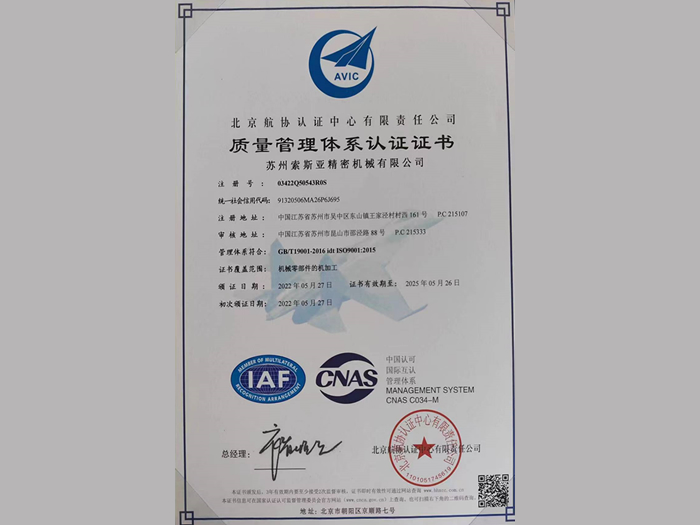 AVIC
北京航协认证中心有限责任公司
质量管理体系认证证书
苏州索斯亚精密机械有限公司
注册号: 03422Q50543R0S
统一社会信用代码: 91320506MA26P6J695
注册地址: 中国江苏省苏州市吴中区东山镇王家泾村村西161号 P.C 215107
审核地址: 中国江苏省苏州市昆山市邵泾路88号 P.C 215333
管理体系符合: GB/T19001-2016 idt ISO9001:2015
证书覆盖范围: 机械零部件的机加工
颁证日期: 2022年05月27日 证书有效期至: 2025年05月26日
初次颁证日期: 2022年05月27日
MEMBER OF MULTILATERAL
IAF
RECOGNITION ARRANGEMENT
CNAS
中国认可
国际互认
管理体系
MANAGEMENT SYSTEM
CNAS C034-M
总经理:
北京航协认证中心有限责任公司
地址: 北京市朝阳区京顺路七号